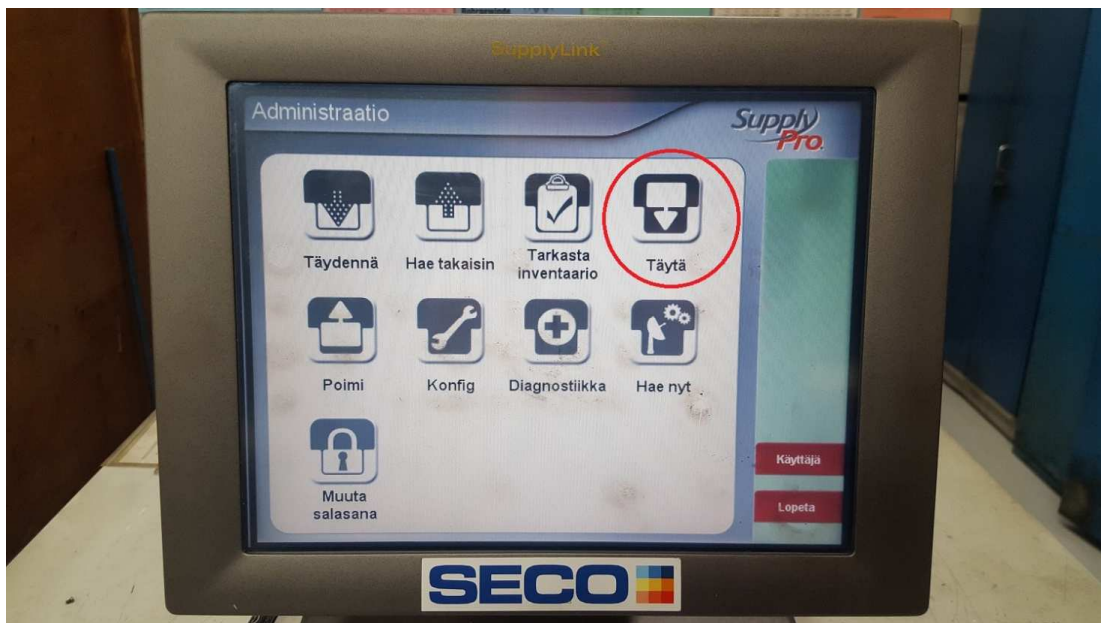 SupplyLink
Administraatio
Supply
Pro
Täydennä
Hae takaisin
Tarkasta
inventaario
Täytä
Poimi
Konfig
Diagnostiikka
Hae nyt
Muuta
salasana
Käyttäjä
Lopeta
SECO